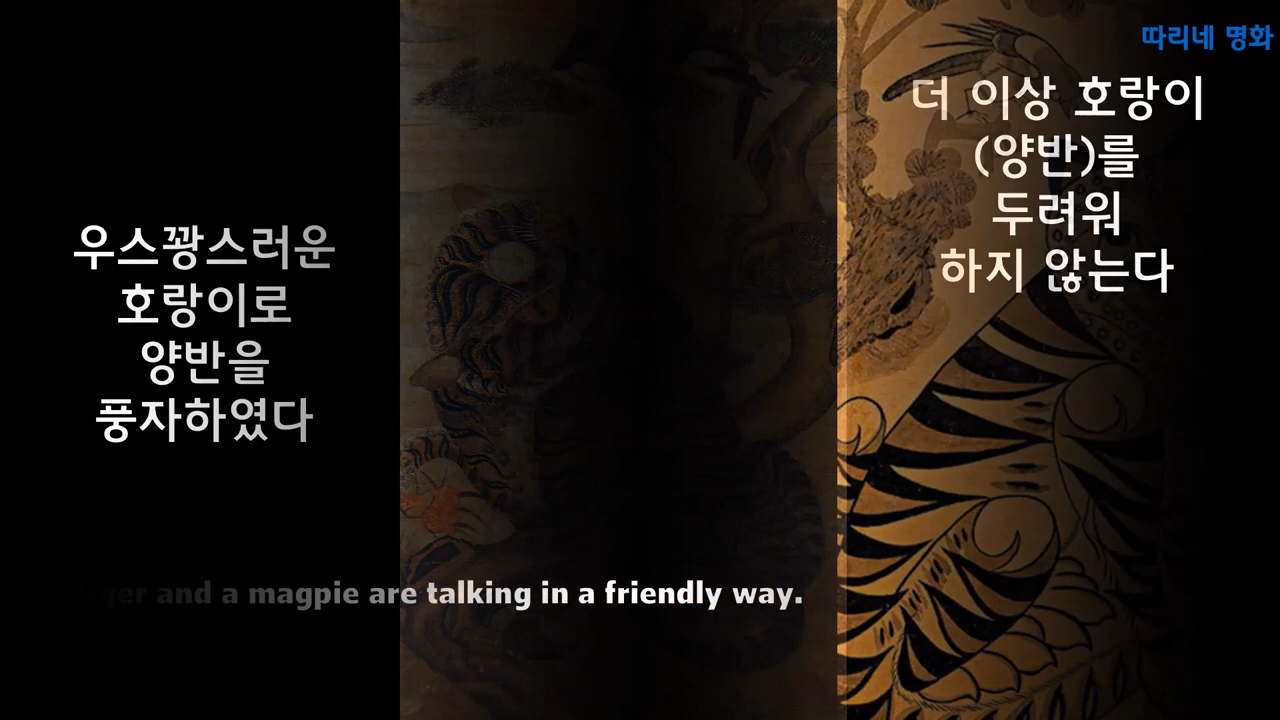 따리네 명화
더 이상 호랑이
(양반)를
두려워
하지 않는다
우스꽝스러운
호랑이로
양반을
풍자하였다
and a magpie are talking in a friendly way.